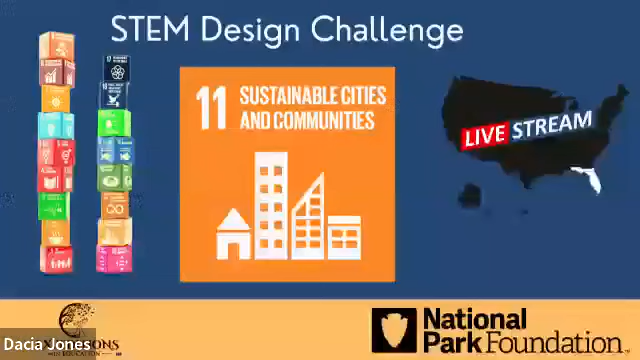 STEM Design Challenge
11 SUSTAINABLE CITIES
AND COMMUNITIES
LIVE STREAM
Dacia Jones
National
Park Foundation